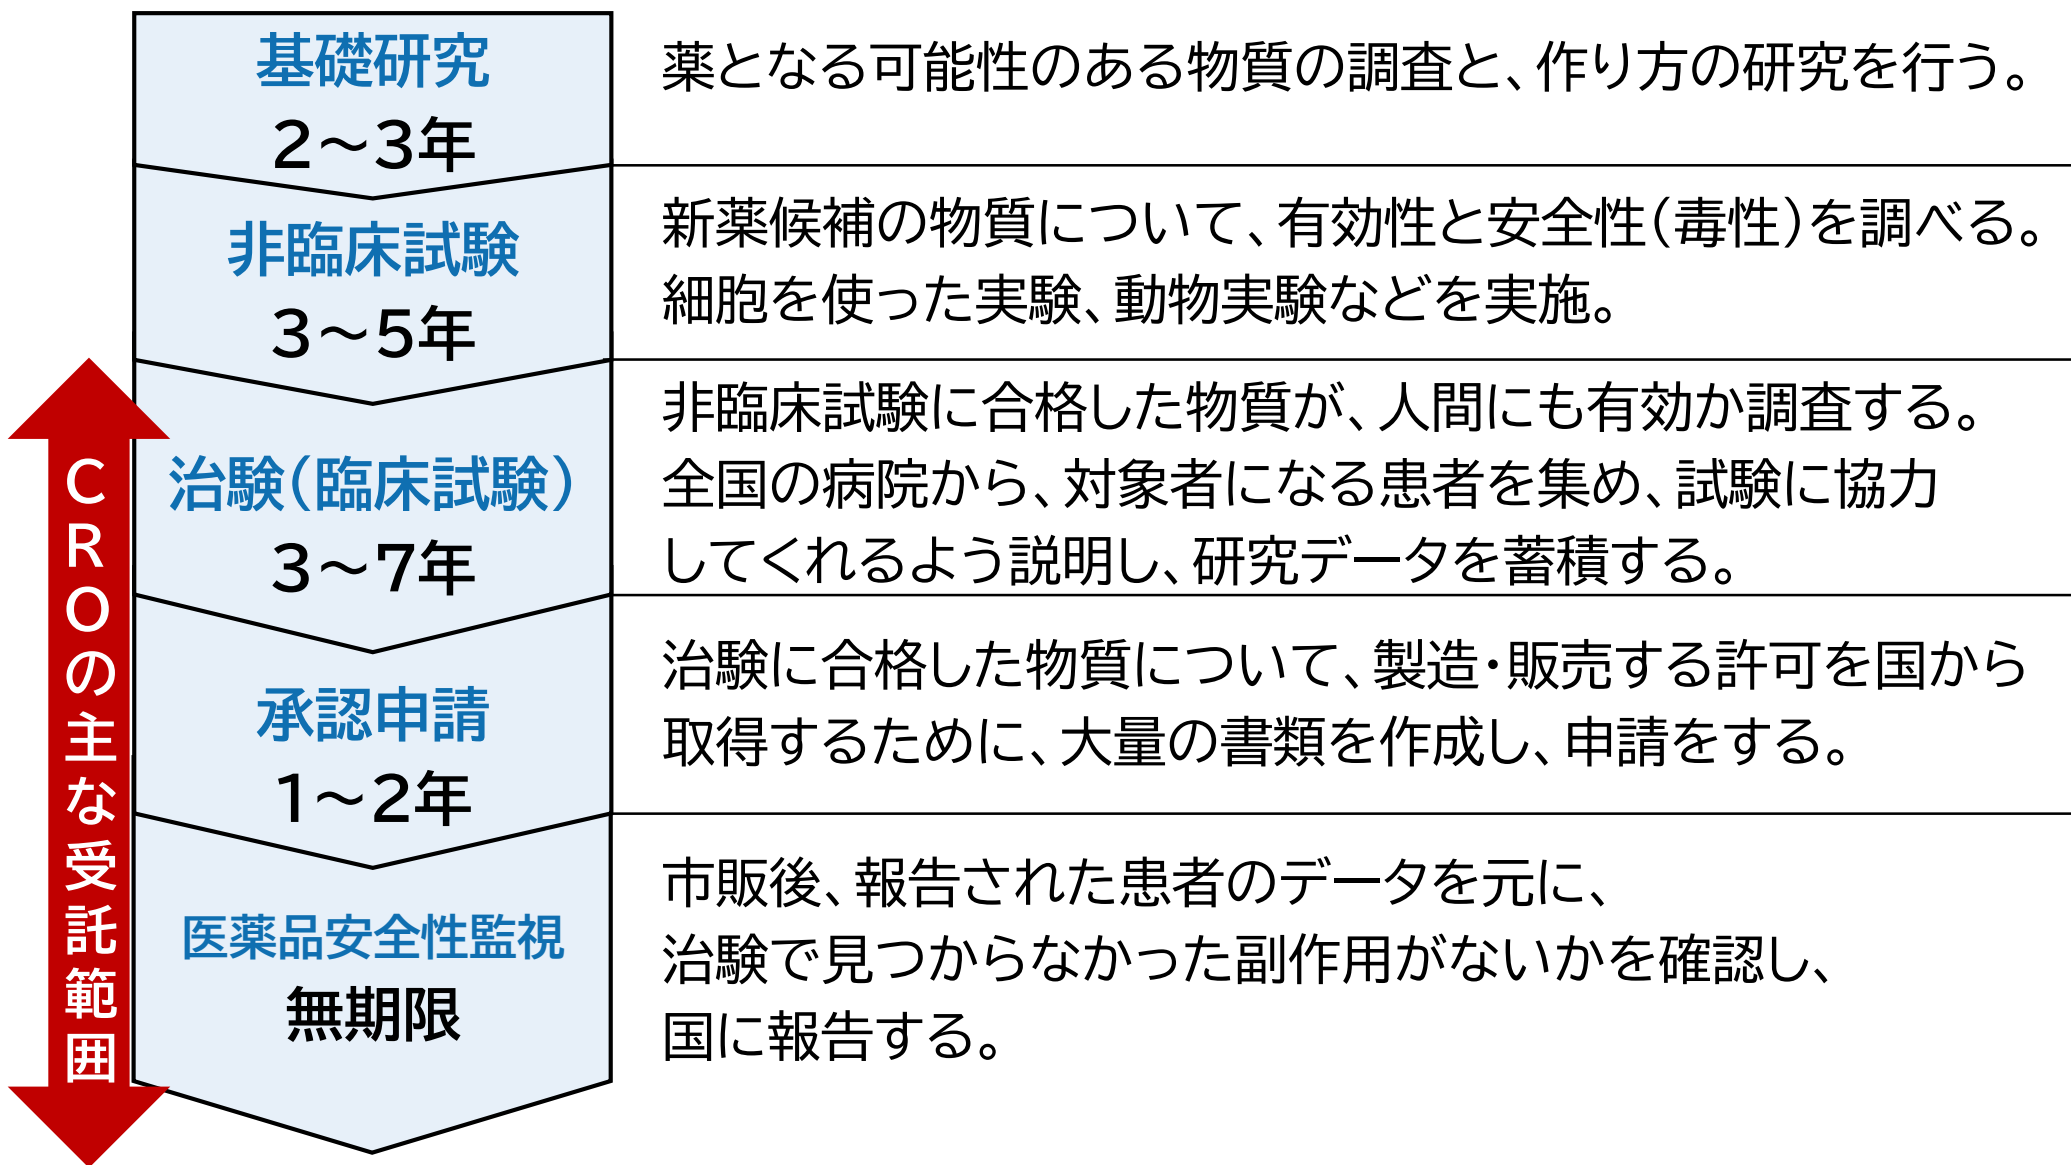 基礎研究
2～3年
薬となる可能性のある物質の調査と、作り方の研究を行う。
非臨床試験
3～5年
新薬候補の物質について、有効性と安全性（毒性）を調べる。
細胞を使った実験、動物実験などを実施。
治験（臨床試験）
3～7年
非臨床試験に合格した物質が、人間にも有効か調査する。
全国の病院から、対象者になる患者を集め、試験に協力
してくれるよう説明し、研究データを蓄積する。
承認申請
1～2年
治験に合格した物質について、製造・販売する許可を国から
取得するために、大量の書類を作成し、申請をする。
医薬品安全性監視
無期限
市販後、報告された患者のデータを元に、
治験で見つからなかった副作用がないかを確認し、
国に報告する。
CROの主な受託範囲